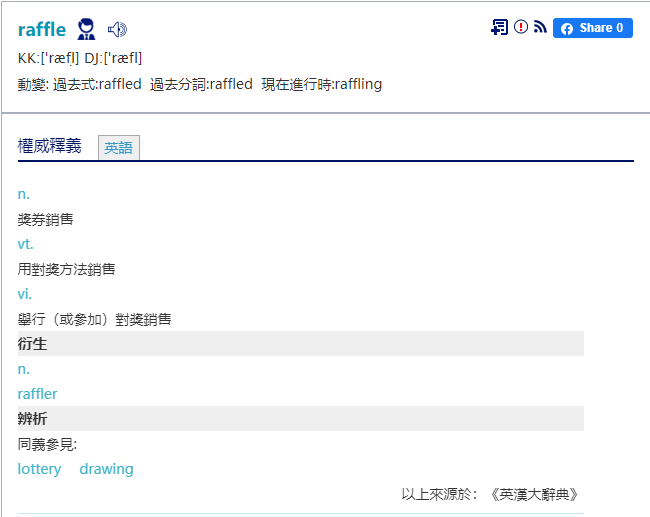 raffle Share 0
KK:[ˈræfl̩] DJ:[ˈræfl]
動變: 過去式:raffled 過去分詞:raffled 現在進行時:raffling
權威釋義 英語
n.
獎券銷售
vt.
用對獎方法銷售
vi.
舉行（或參加）對獎銷售
衍生
n.
raffler
辨析
同義參見:
lottery drawing
以上來源於：《英漢大辭典》